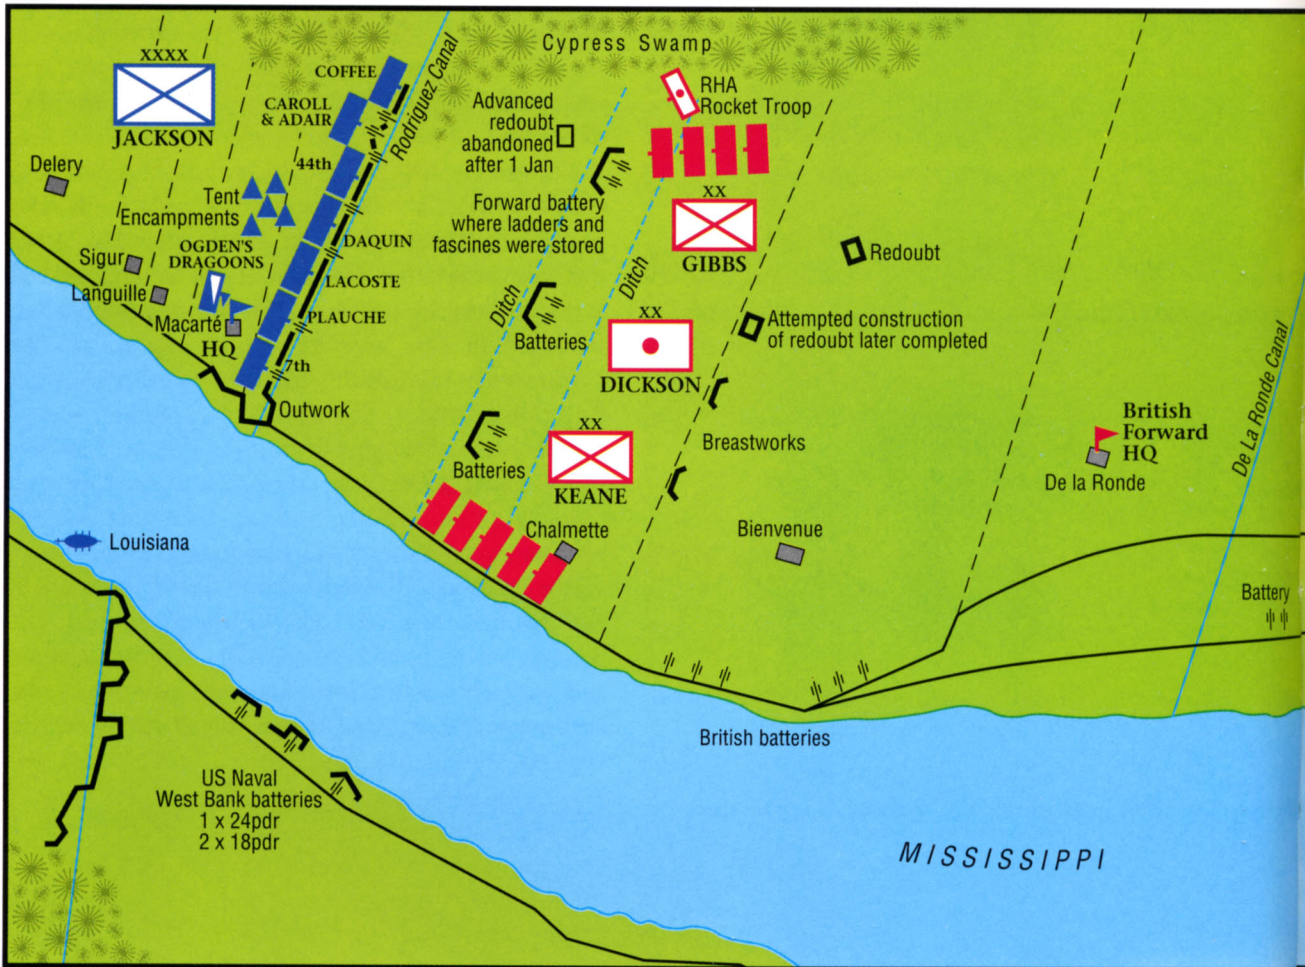 Cypress Swamp
XXXX
JACKSON
COFFEE
CAROLL
& ADAIR
Rodriguez Canal
44th
Delery
Tent
Encampments
OGDEN'S
DRAGOONS
Sigur
Languille
Macarté
HQ
DAQUIN
LACOSTE
PLAUCHE
7th
Outwork
Advanced
redoubt
abandoned
after 1 Jan
RHA
Rocket Troop
Forward battery
where ladders and
fascines were stored
XX
GIBBS
Ditch
Ditch
Batteries
XX
DICKSON
Redoubt
Attempted construction
of redoubt later completed
Batteries
XX
KEANE
Breastworks
Chalmette
Bienvenue
British
Forward
HQ
De la Ronde
De La Ronde Canal
Battery
Louisiana
British batteries
US Naval
West Bank batteries
1 x 24pdr
2 x 18pdr
MISSISSIPPI